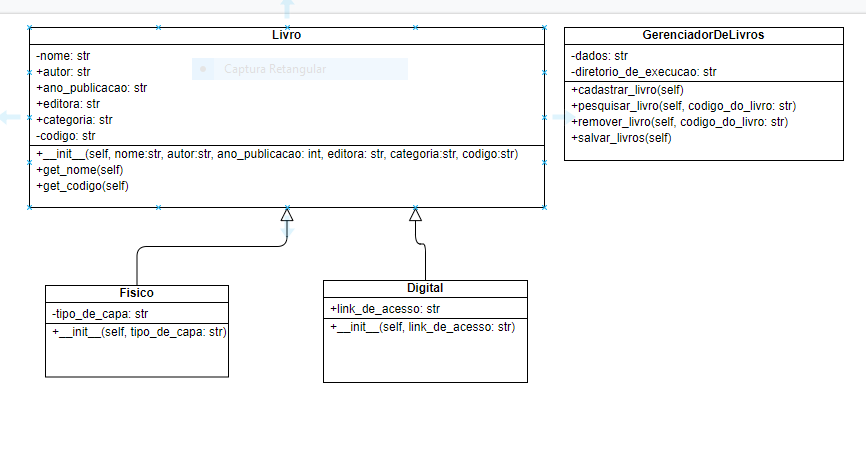 Livro
-nome: str
+autor: str
+ano_publicacao: str
+editora: str
+categoria: str
-codigo: str
+__init__(self, nome:str, autor:str, ano_publicacao: int, editora: str, categoria:str, codigo:str)
+get_nome(self)
+get_codigo(self)
Captura Retangular
GerenciadorDeLivros
-dados: str
-diretorio_de_execucao: str
+cadastrar_livro(self)
+pesquisar_livro(self, codigo_do_livro: str)
+remover_livro(self, codigo_do_livro: str)
+salvar_livros(self)
Fisico
-tipo_de_capa: str
+__init__(self, tipo_de_capa: str)
Digital
+link_de_acesso: str
+__init__(self, link_de_acesso: str)